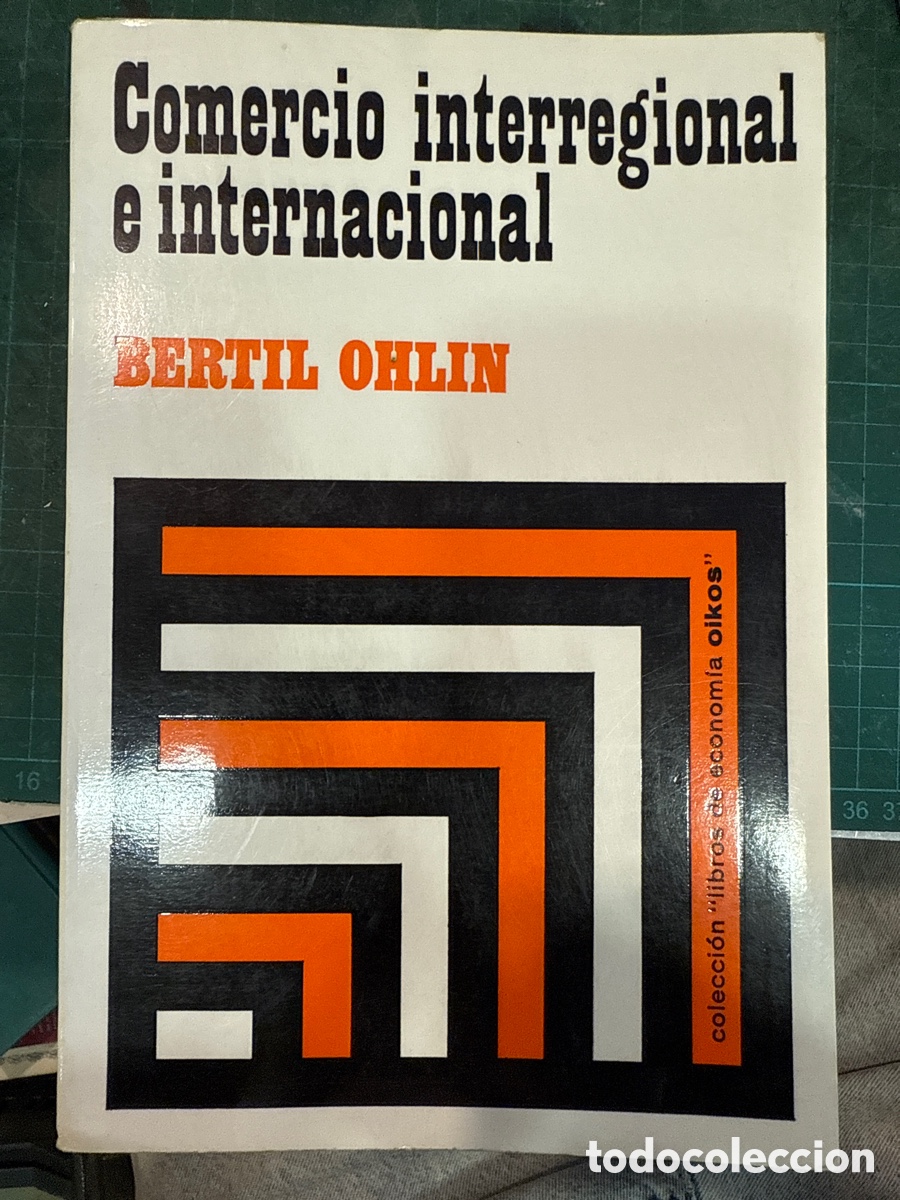 Comercio interregional
e internacional
BERTIL OHLIN
colección "libros de economía oikos"
16
36
todocoleccion